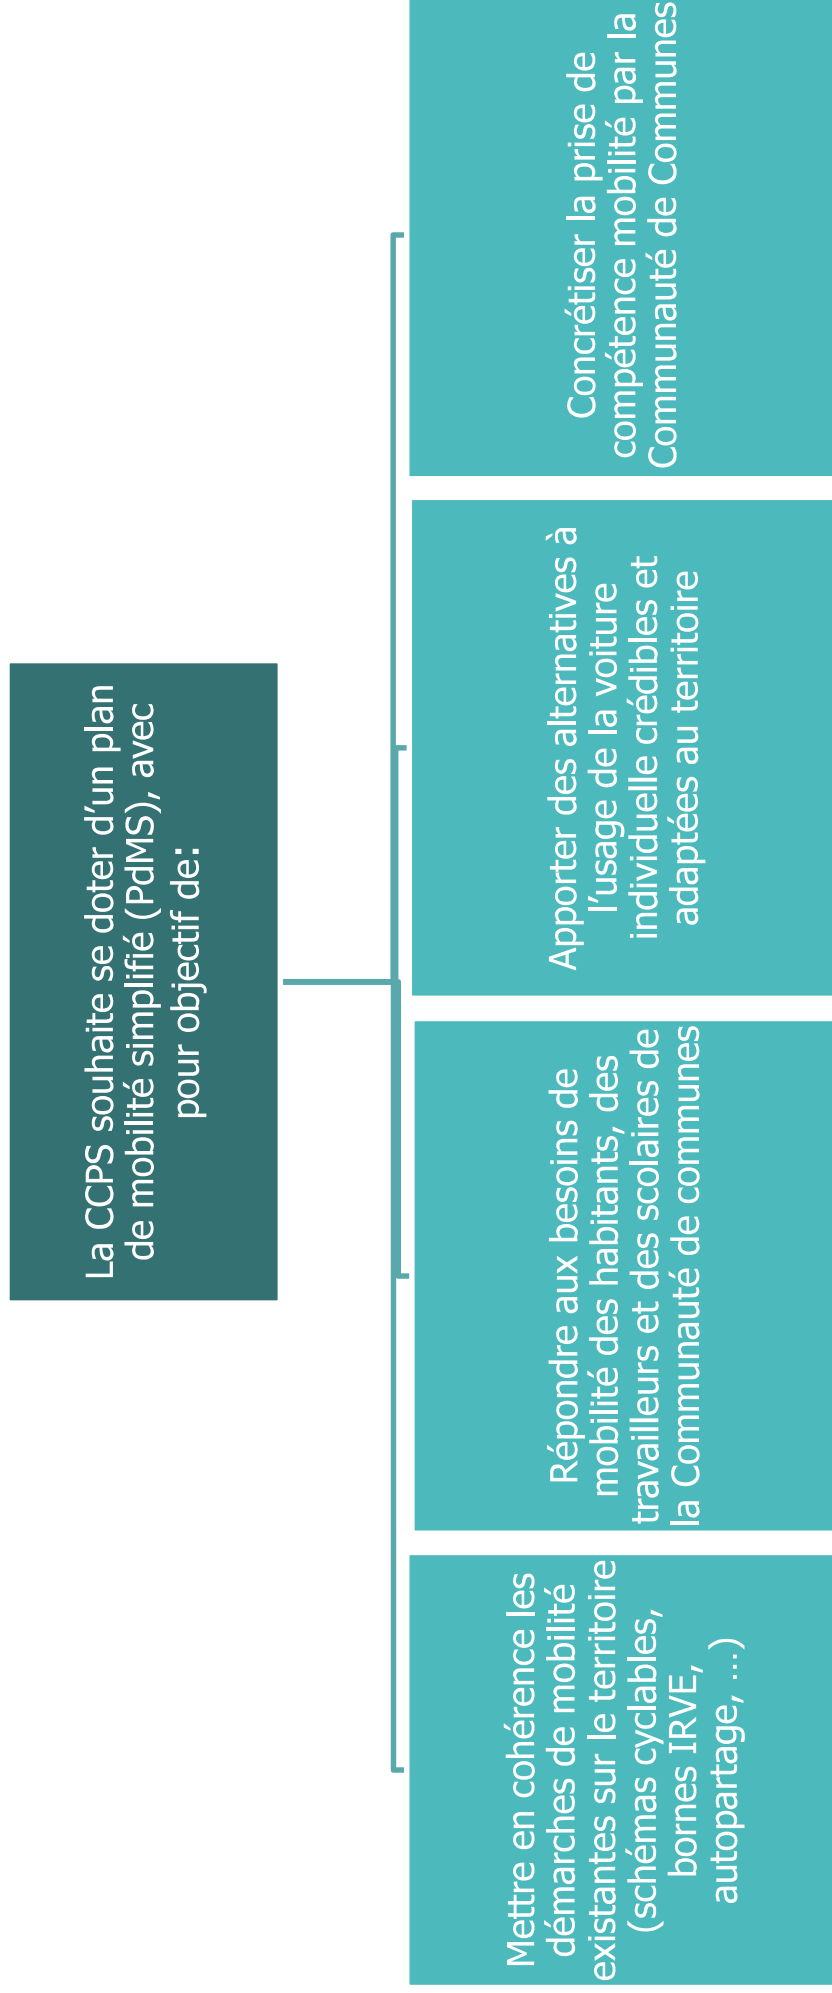 La CCPS souhaite se doter d’un plan
de mobilité simplifié (PdMS), avec
pour objectif de:
Mettre en cohérence les
démarches de mobilité
existantes sur le territoire
(schémas cyclables,
bornes IRVE,
autopartage, …)
Répondre aux besoins de
mobilité des habitants, des
travailleurs et des scolaires de
la Communauté de communes
Apporter des alternatives à
l’usage de la voiture
individuelle crédibles et
adaptées au territoire
Concrétiser la prise de
compétence mobilité par la
Communauté de Communes